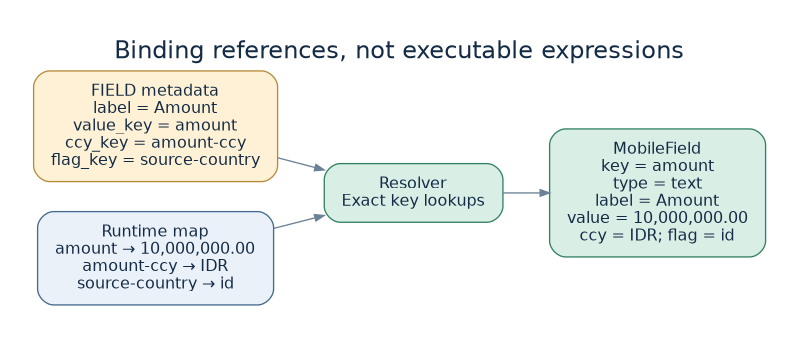 Binding references, not executable expressions
FIELD metadata
label = Amount
value_key = amount
ccy_key = amount-ccy
flag_key = source-country
Runtime map
amount → 10,000,000.00
amount-ccy → IDR
source-country → id
Resolver
Exact key lookups
MobileField
key = amount
type = text
label = Amount
value = 10,000,000.00
ccy = IDR; flag = id